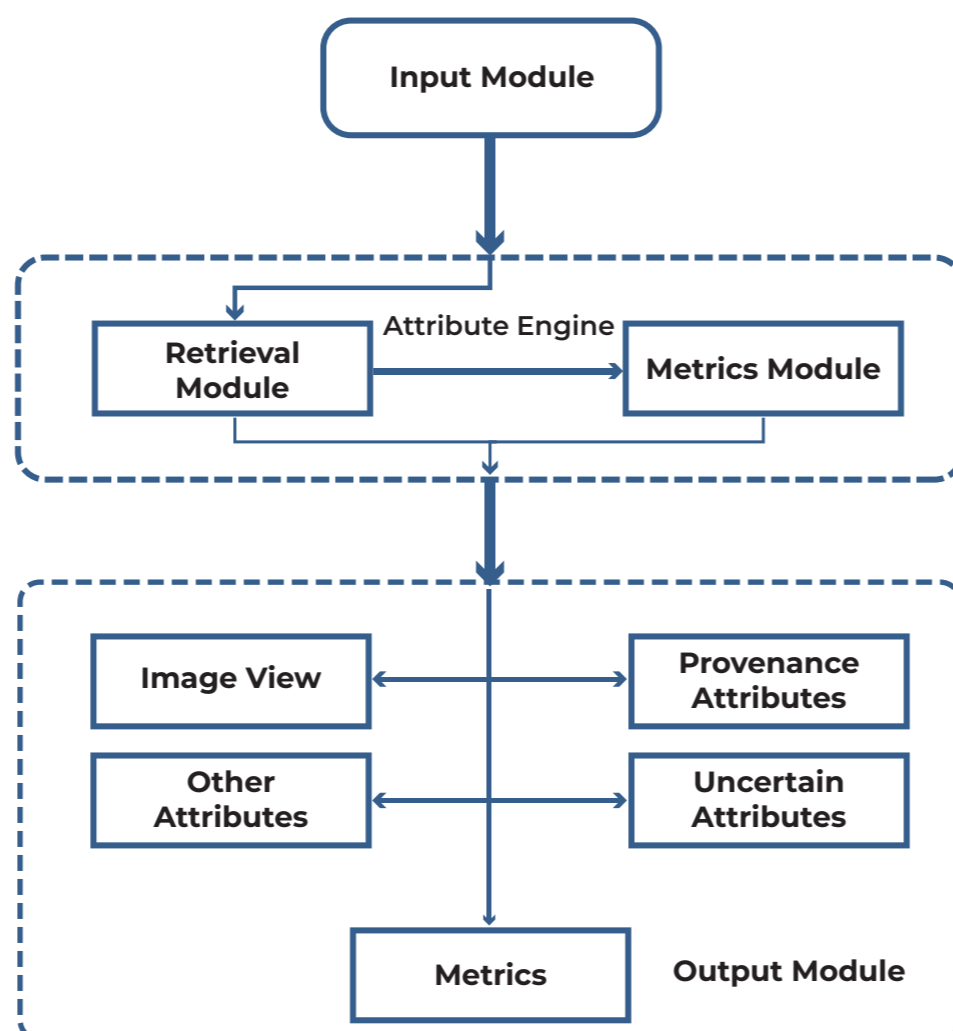 Input Module
Attribute Engine
Retrieval
Module
Metrics Module
Image View
Provenance
Attributes
Other
Attributes
Uncertain
Attributes
Metrics
Output Module